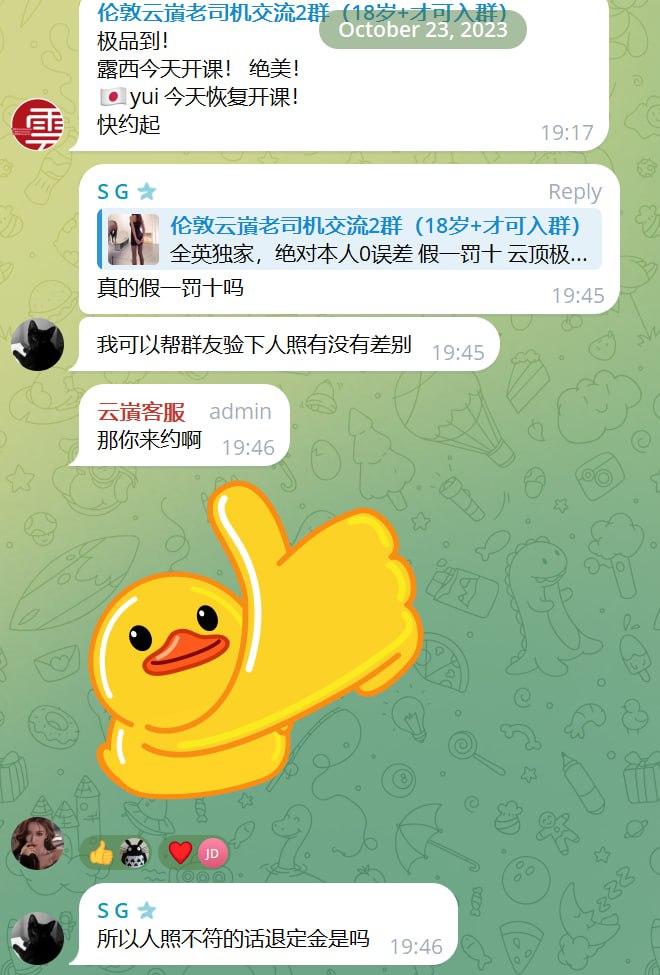 伦敦云嵿老司机交流2群（18岁+才可入群）
October 23, 2023
极品到！
露西今天开课！ 绝美！
yui 今天恢复开课！
快约起
19:17
S G
Reply
伦敦云嵿老司机交流2群（18岁+才可入群）
全英独家，绝对本人0误差 假一罚十 云顶极...
真的假一罚十吗
19:45
我可以帮群友验下人照有没有差别
19:45
云嵿客服 admin
那你来约啊
19:46
JD
S G
所以人照不符的话退定金是吗
19:46